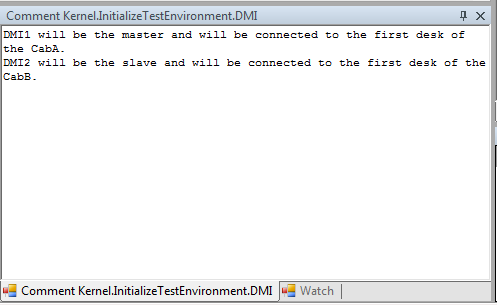 Comment Kernel.InitializeTestEnvironment.DMI
DMI1 will be the master and will be connected to the first desk of
the CabA.
DMI2 will be the slave and will be connected to the first desk of the
CabB.
Comment Kernel.InitializeTestEnvironment.DMI
Watch